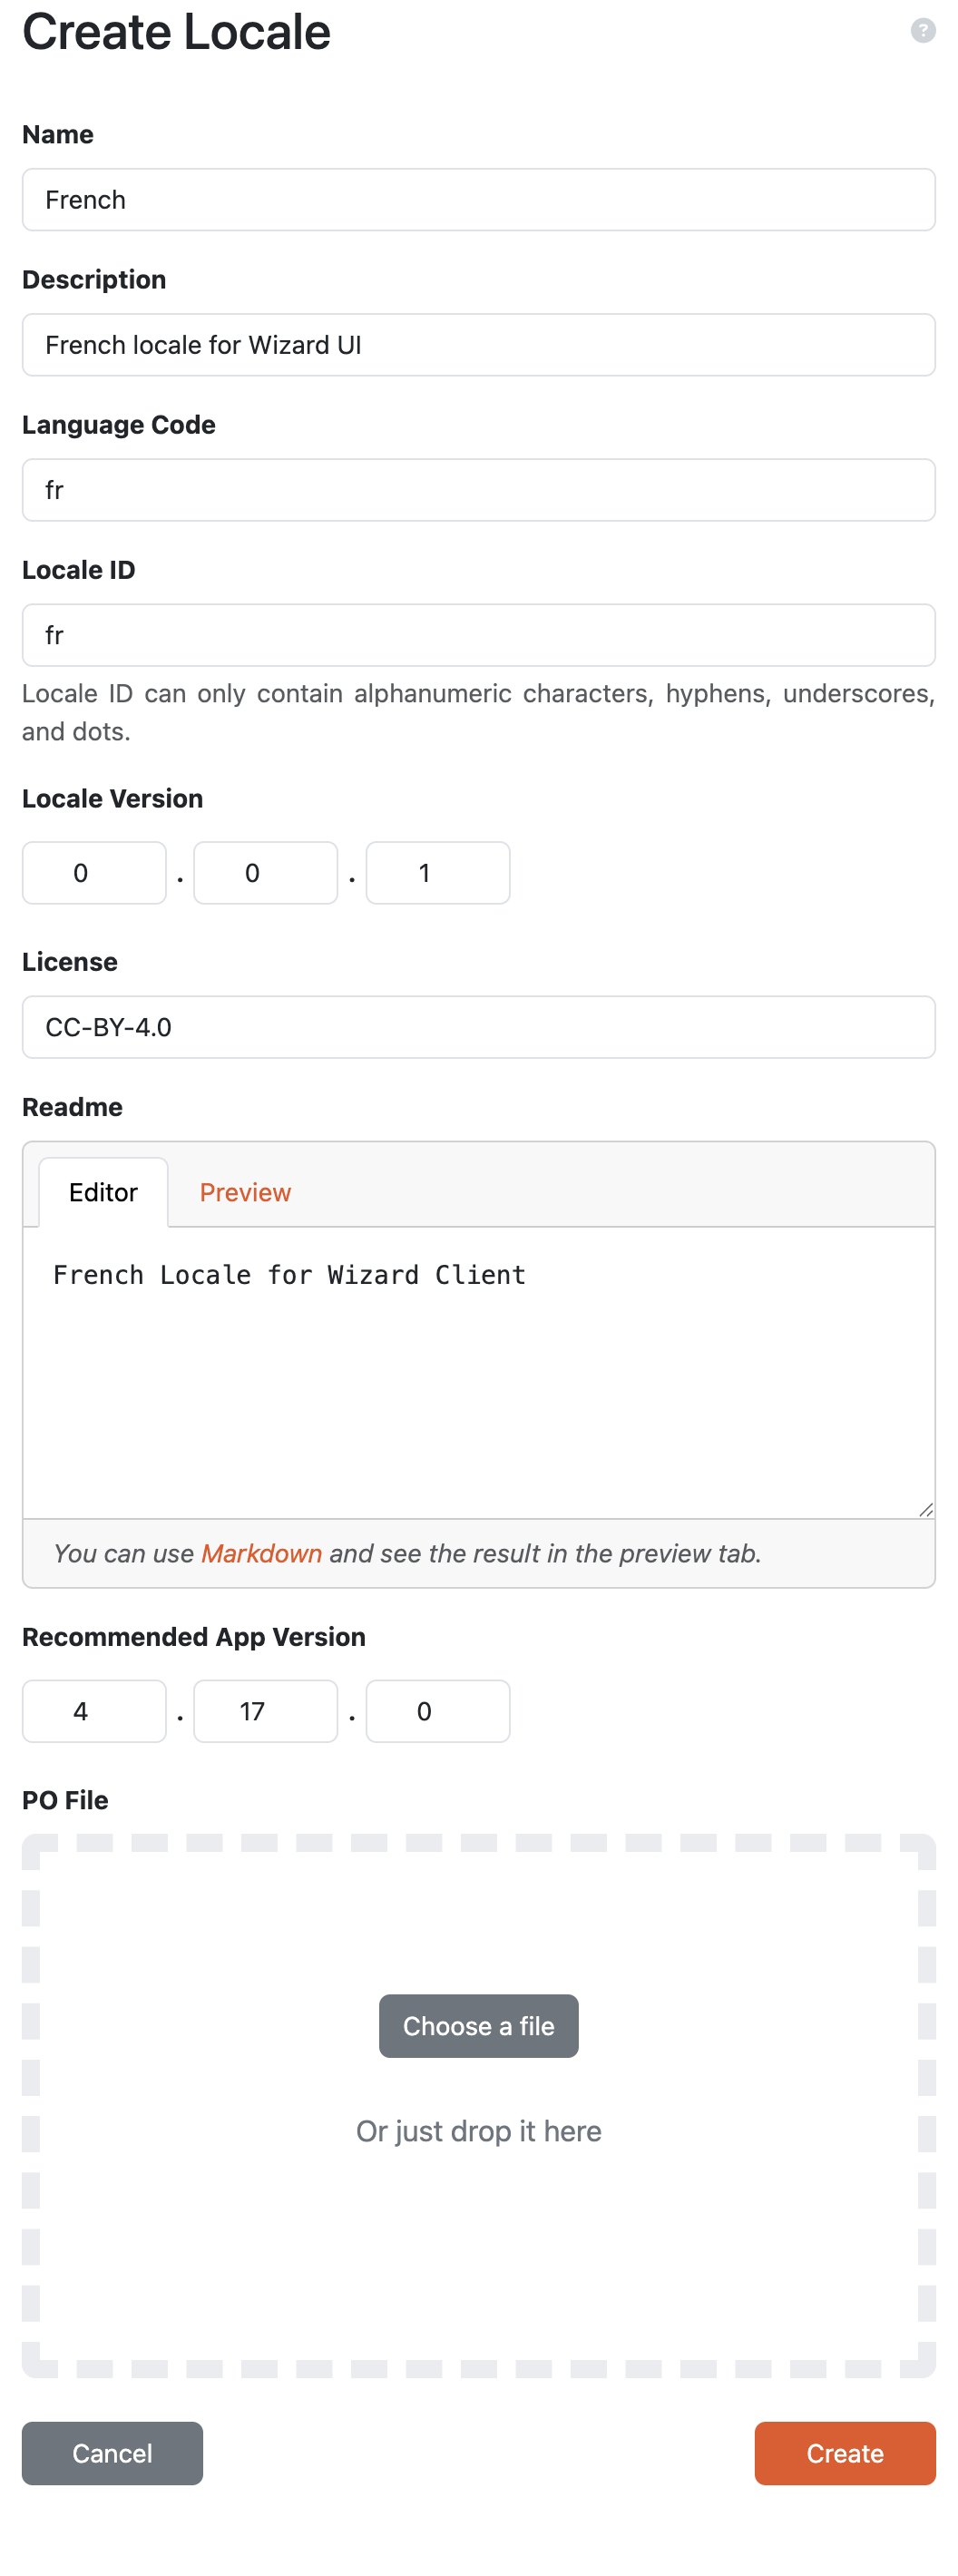 Create Locale
?
Name
French
Description
French locale for Wizard UI
Language Code
fr
Locale ID
fr
Locale ID can only contain alphanumeric characters, hyphens, underscores,
and dots.
Locale Version
0 . 0 . 1
License
CC-BY-4.0
Readme
Editor Preview
French Locale for Wizard Client
You can use Markdown and see the result in the preview tab.
Recommended App Version
4 . 17 . 0
PO File
Choose a file
Or just drop it here
Cancel Create